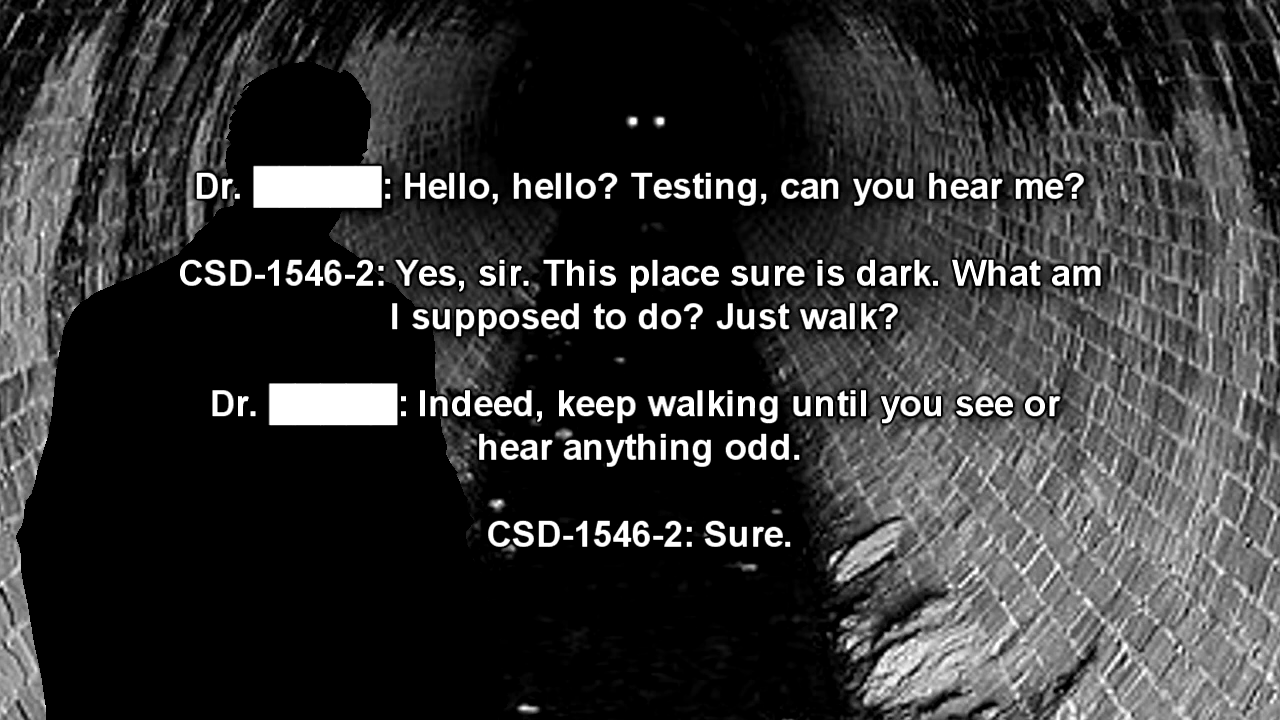 Dr. : Hello, hello? Testing, can you hear me?
CSD-1546-2: Yes, sir. This place sure is dark. What am
I supposed to do? Just walk?
Dr. : Indeed, keep walking until you see or
hear anything odd.
CSD-1546-2: Sure.